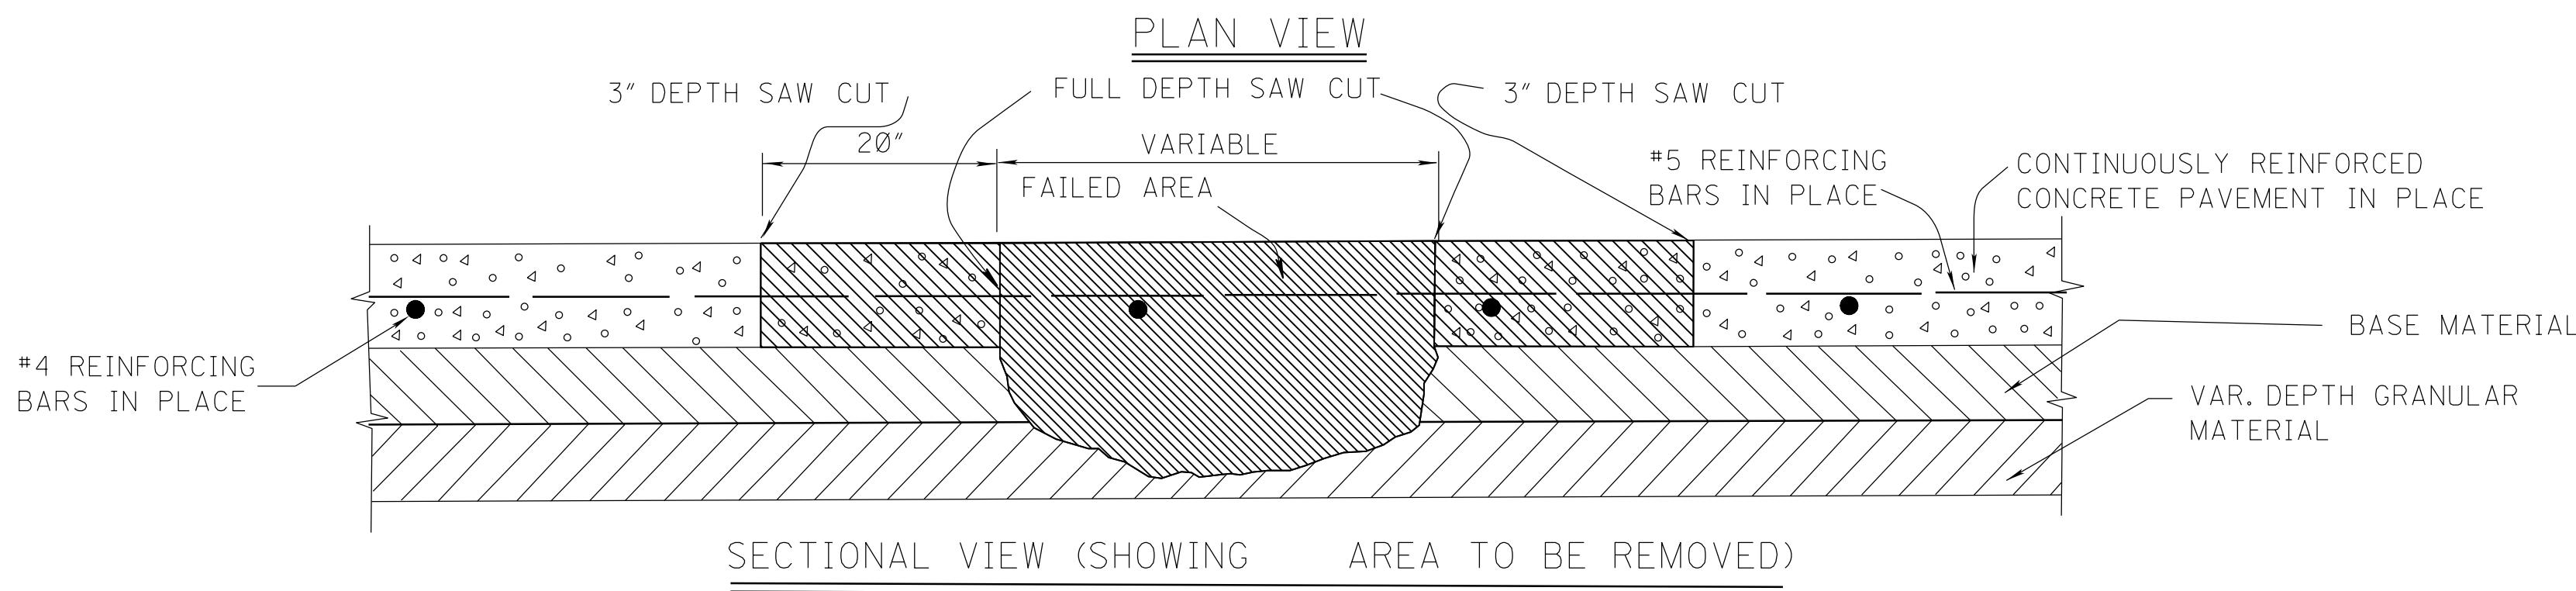 PLAN VIEW
3" DEPTH SAW CUT
FULL DEPTH SAW CUT
3" DEPTH SAW CUT
20"
VARIABLE
FAILED AREA
#5 REINFORCING
BARS IN PLACE
CONTINUOUSLY REINFORCED
CONCRETE PAVEMENT IN PLACE
BASE MATERIAL
#4 REINFORCING
BARS IN PLACE
VAR. DEPTH GRANULAR
MATERIAL
SECTIONAL VIEW (SHOWING AREA TO BE REMOVED)